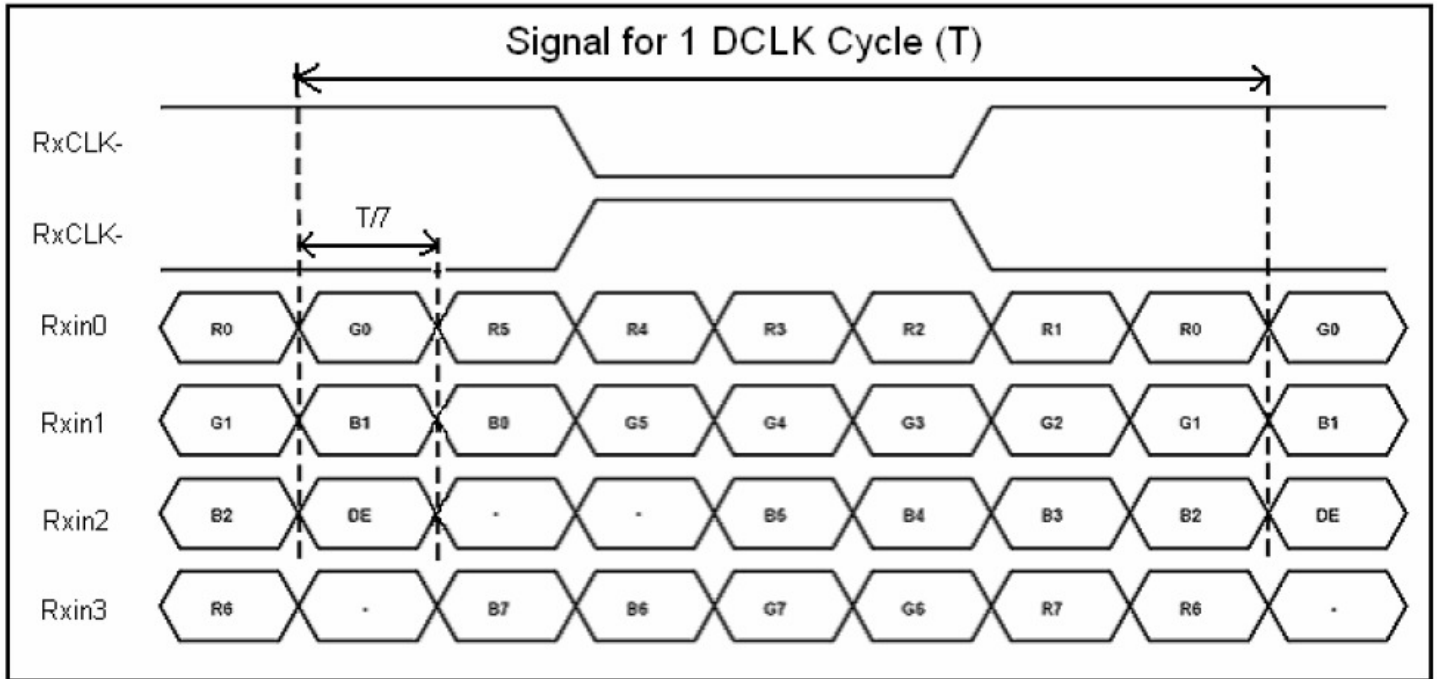 Signal for 1 DCLK Cycle (T)
RxCLK-
T/7
RxCLK-
Rxin0 R0 G0 R5 R4 R3 R2 R1 R0 G0
Rxin1 G1 B1 B0 G5 G4 G3 G2 G1 B1
Rxin2 B2 DE - - B5 B4 B3 B2 DE
Rxin3 R6 - B7 B6 G7 G6 R7 R6 -